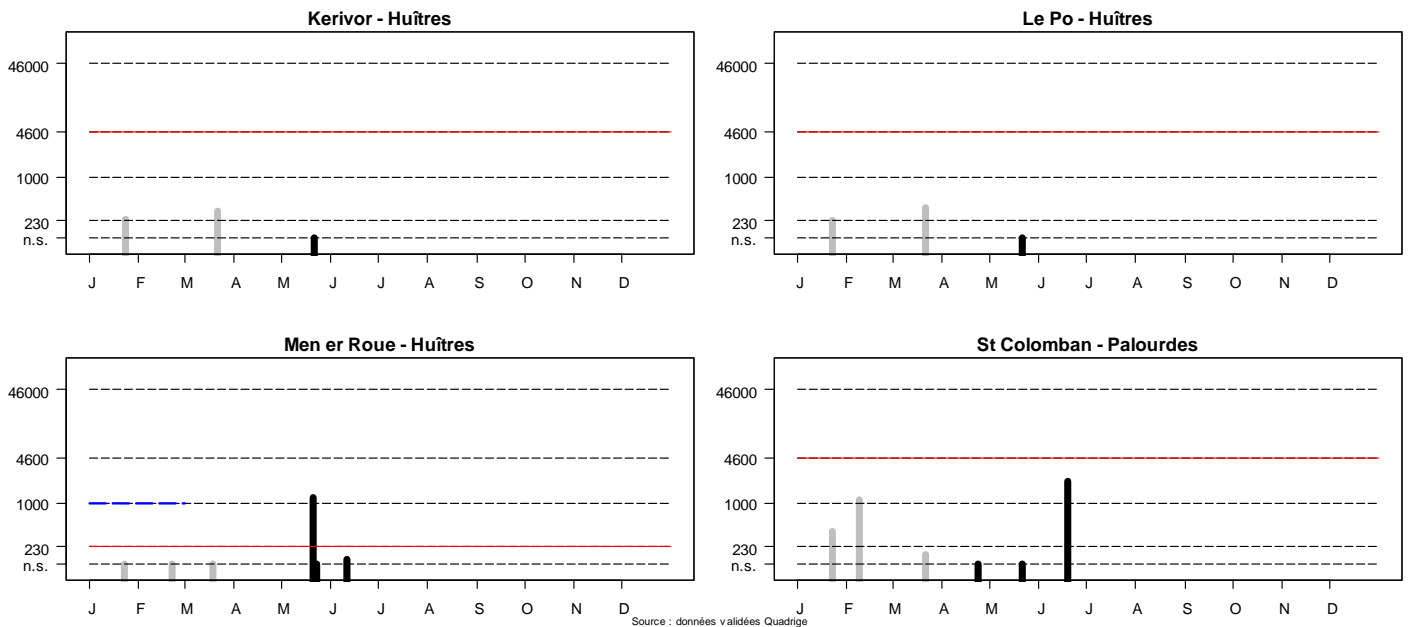 Kerivor - Huîtres
46000
4600
1000
230
n.s.
J F M A M J J A S O N D
Le Po - Huîtres
46000
4600
1000
230
n.s.
J F M A M J J A S O N D
Men er Roue - Huîtres
46000
4600
1000
230
n.s.
J F M A M J J A S O N D
St Colomban - Palourdes
46000
4600
1000
230
n.s.
J F M A M J J A S O N D
Source : données validées Quadrige